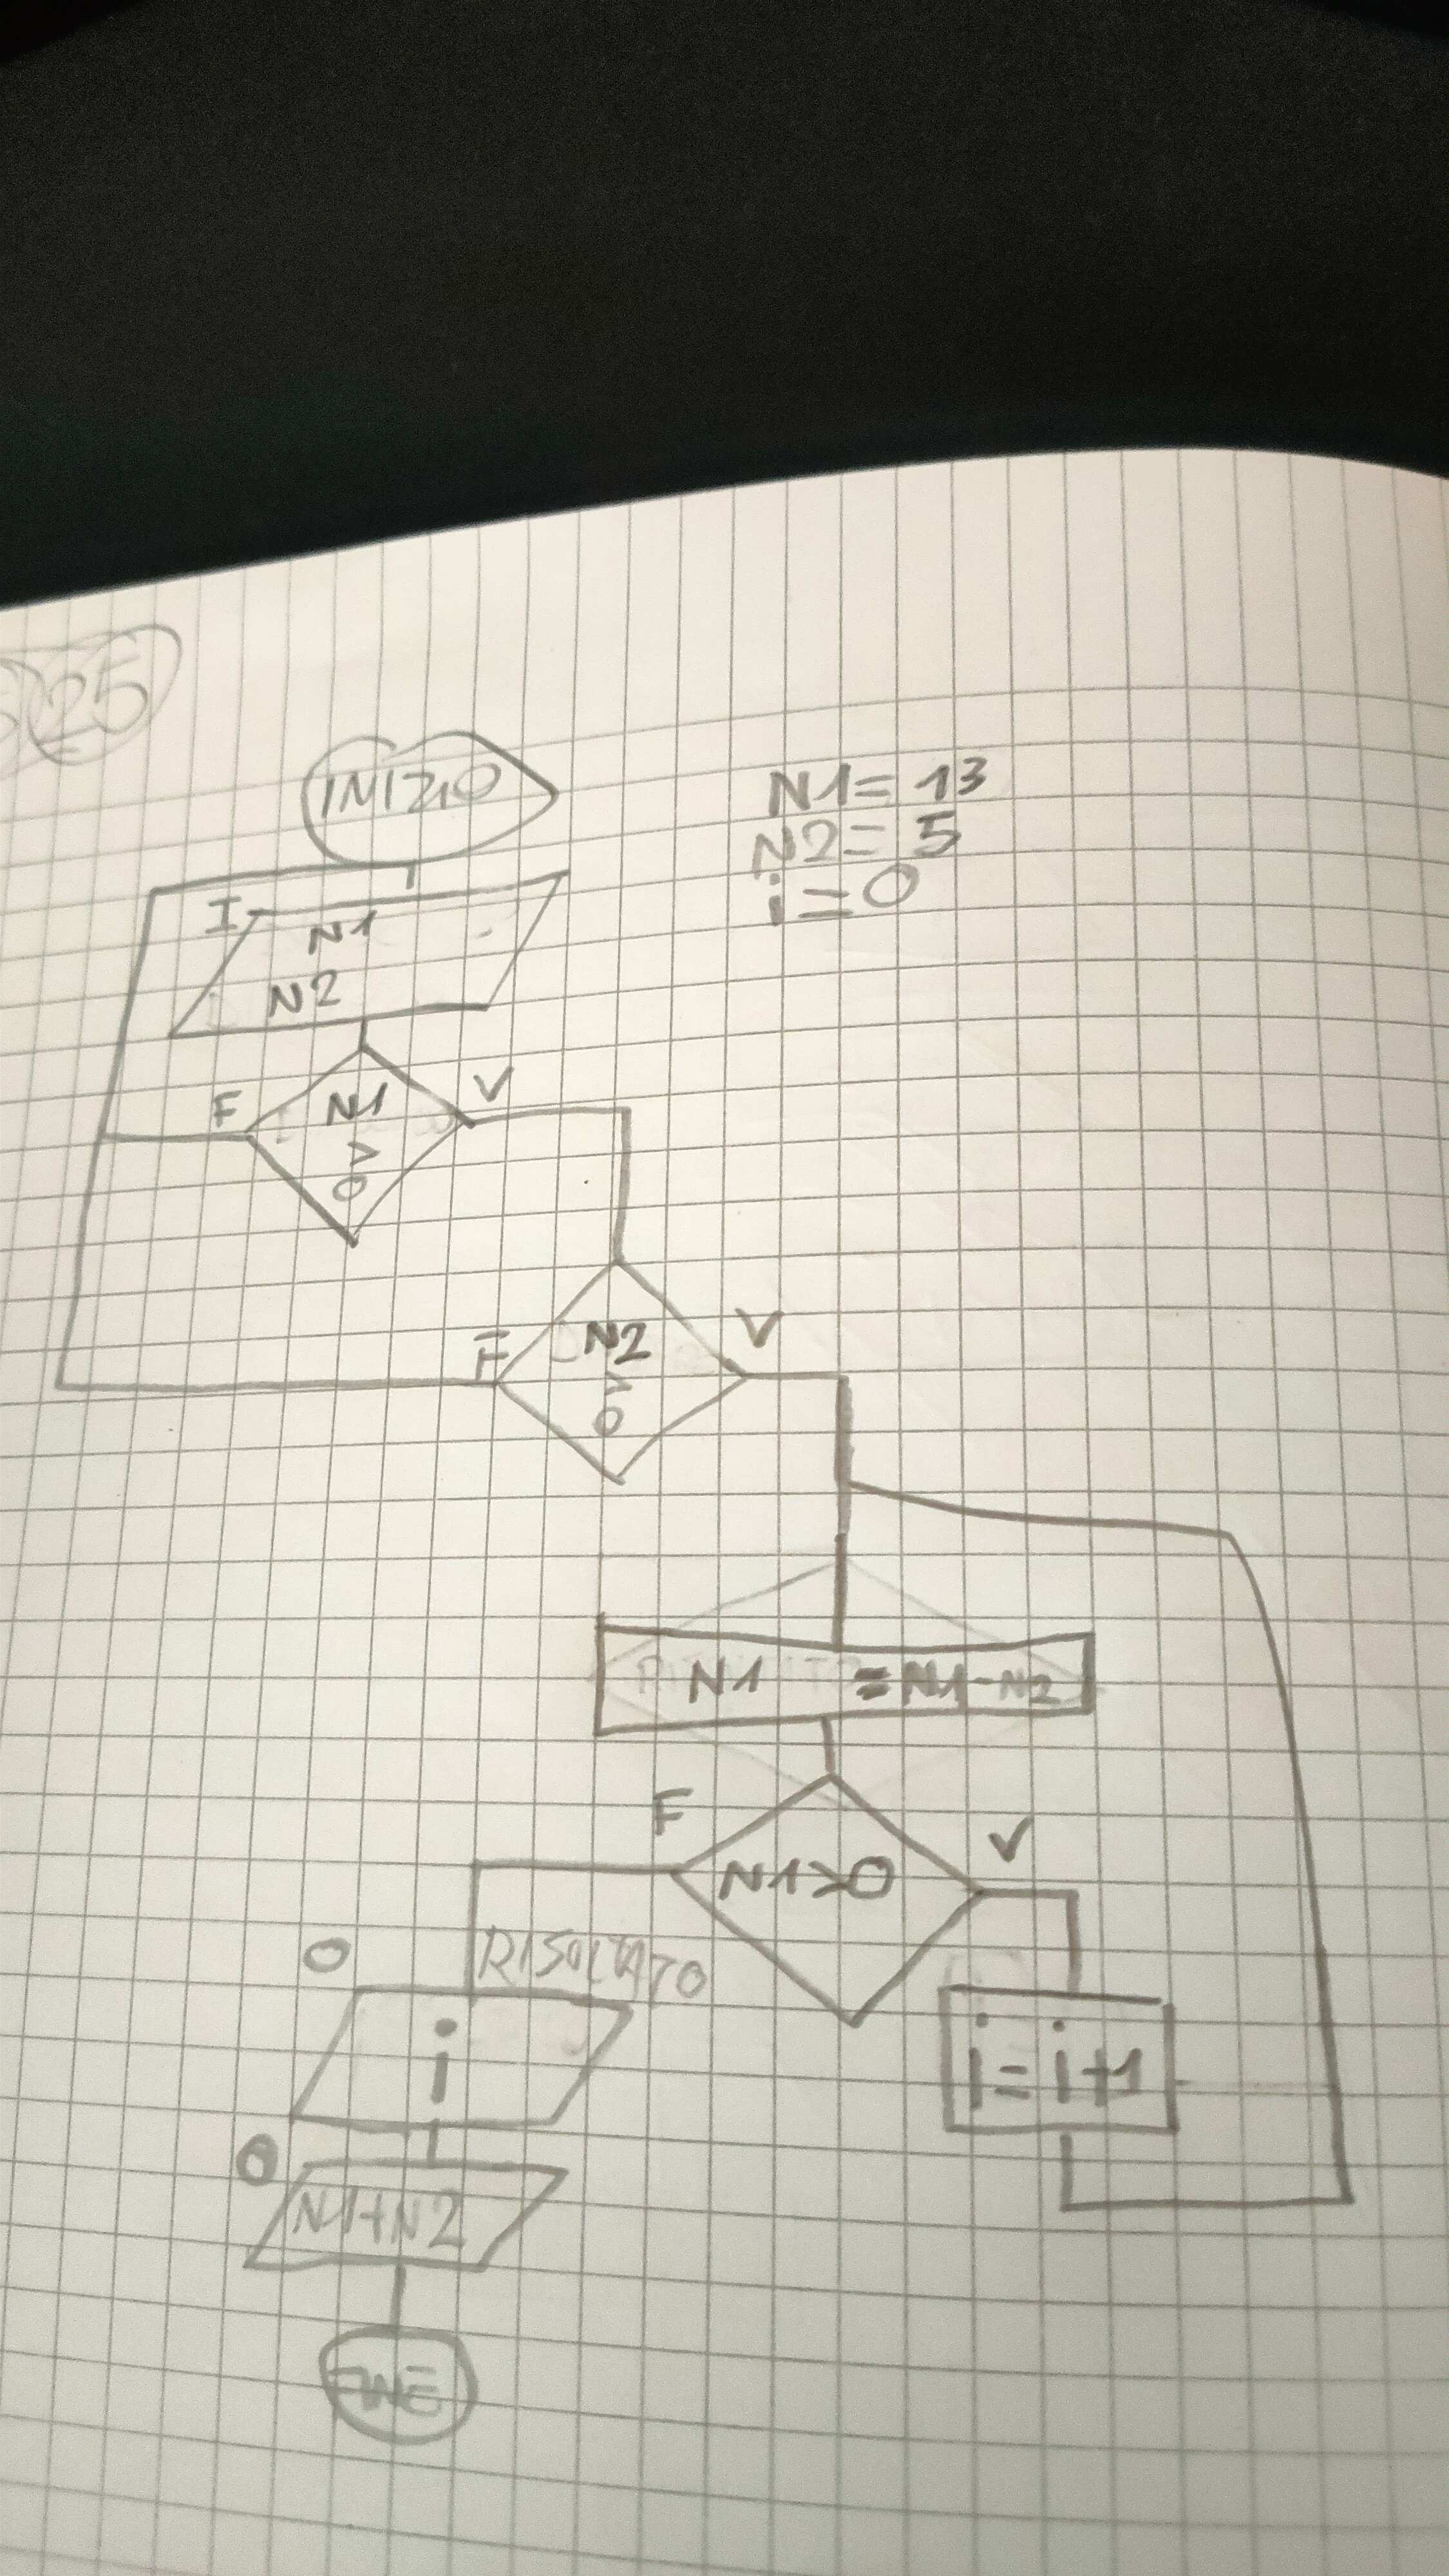 25
INIZIO
N1= 13
N2= 5
i = 0
I
N1
N2
F
N1
>
0
V
F
N2
>
0
V
N1 = N1-N2
F
N1>0
V
RISULTATO
O
i
i = i+1
O
N1+N2
FINE